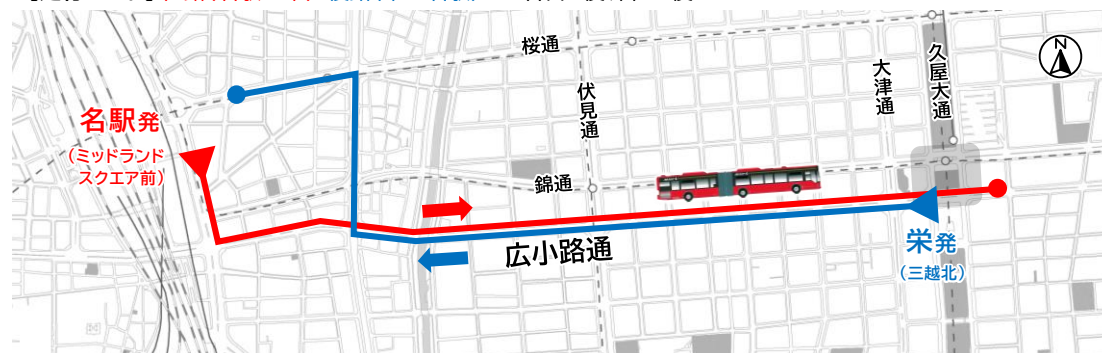 桜通
久屋大通
大津通
伏見通
N
名駅発
（ミッドランド
スクエア前）
錦通
広小路通
栄発
（三越北）